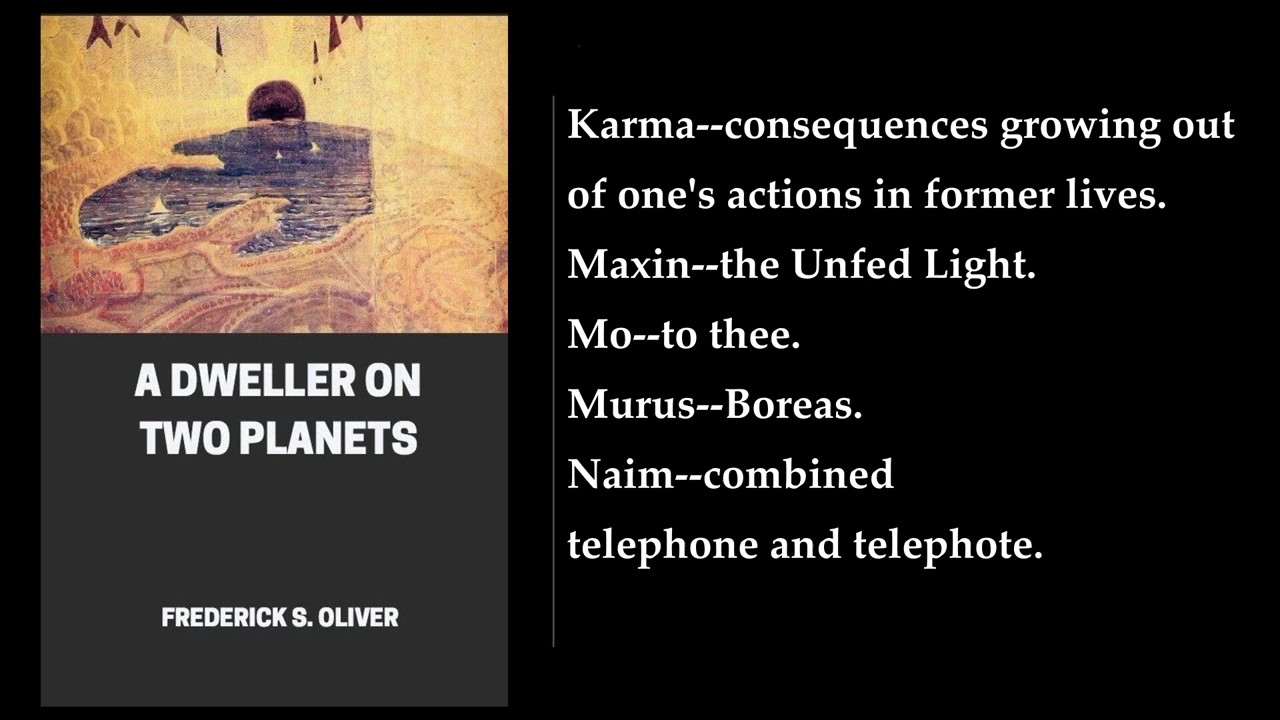 A DWELLER ON
TWO PLANETS
FREDERICK S. OLIVER
Karma--consequences growing out
of one's actions in former lives.
Maxin--the Unfed Light.
Mo--to thee.
Murus--Boreas.
Naim--combined
telephone and telephote.